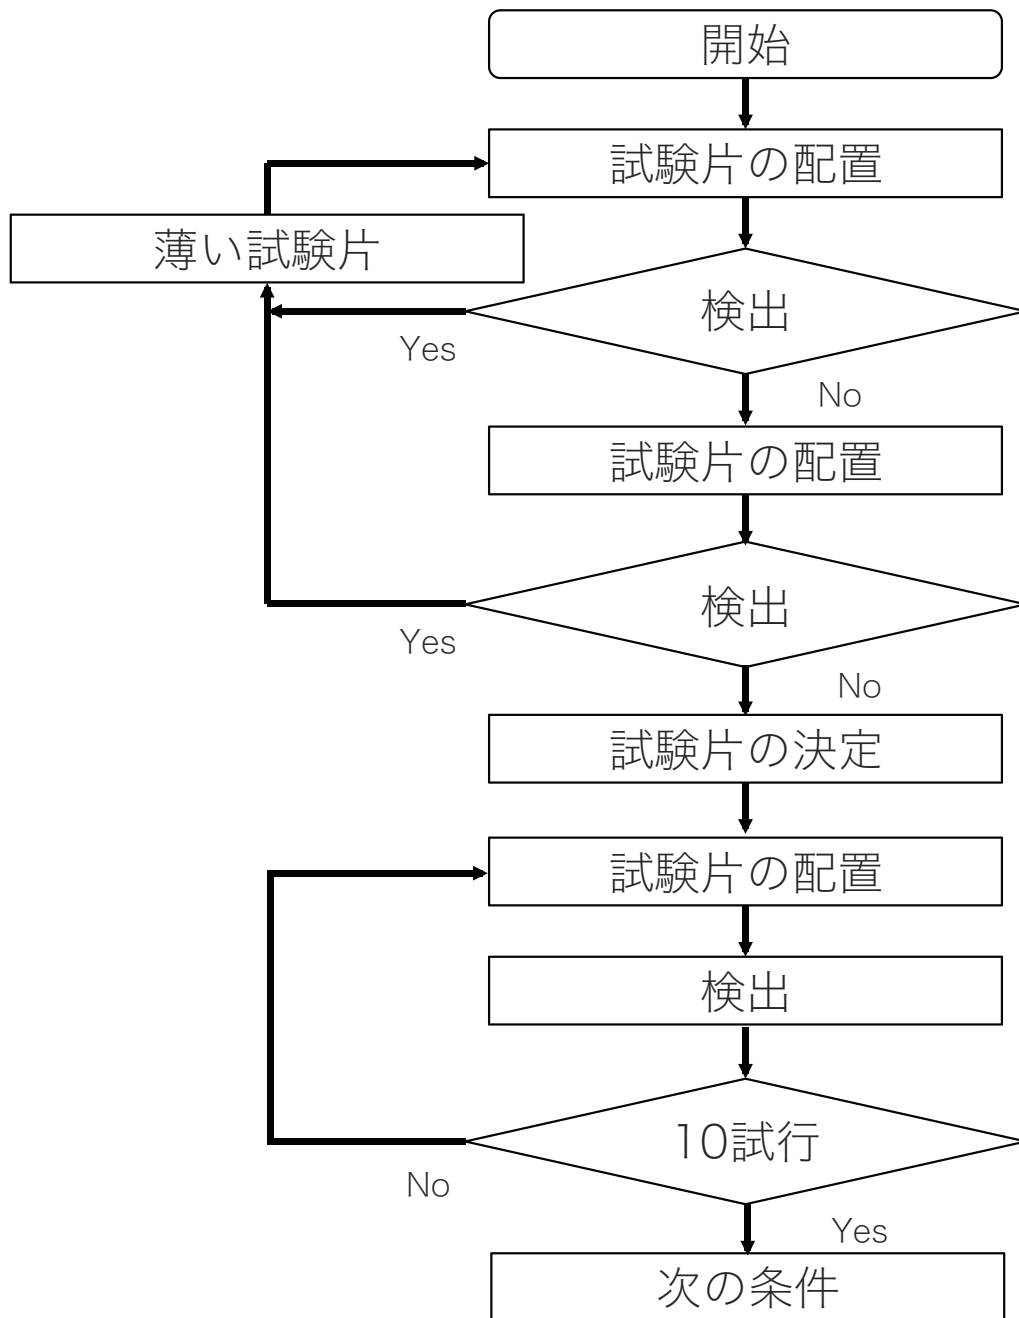 開始
試験片の配置
薄い試験片
検出
Yes
No
試験片の配置
検出
Yes
No
試験片の決定
試験片の配置
検出
10試行
No
Yes
次の条件